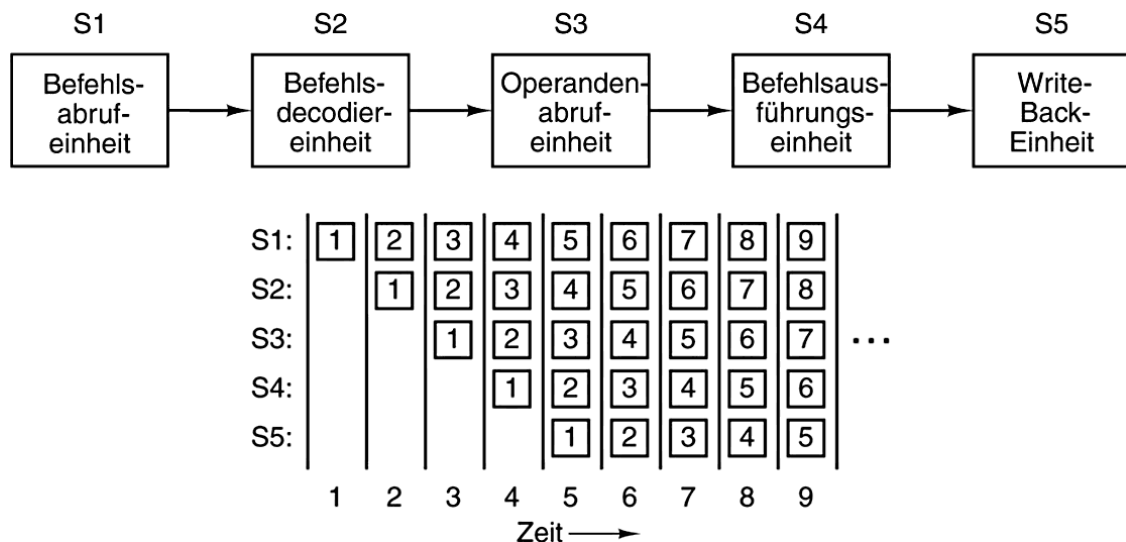 S1 S2 S3 S4 S5
Befehls-
abruf-
einheit
Befehls-
decodier-
einheit
Operanden-
abruf-
einheit
Befehlsaus-
führungs-
einheit
Write-
Back-
Einheit
S1: 1 2 3 4 5 6 7 8 9
S2: 1 2 3 4 5 6 7 8
S3: 1 2 3 4 5 6 7 ...
S4: 1 2 3 4 5 6
S5: 1 2 3 4 5
1 2 3 4 5 6 7 8 9
Zeit